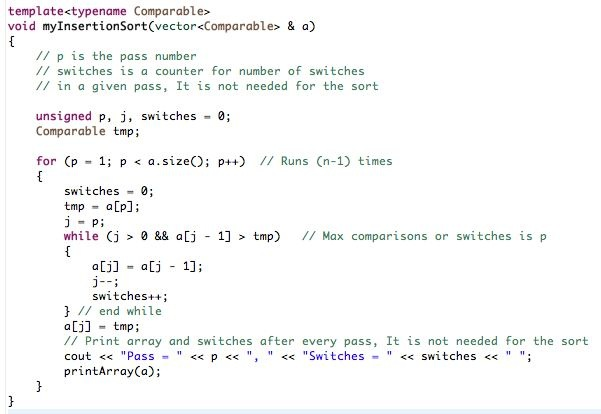 template<typename Comparable>
void myInsertionSort(vector<Comparable> & a)
{
    // p is the pass number
    // switches is a counter for number of switches
    // in a given pass, It is not needed for the sort

    unsigned p, j, switches = 0;
    Comparable tmp;

    for (p = 1; p < a.size(); p++)  // Runs (n-1) times
    {
        switches = 0;
        tmp = a[p];
        j = p;
        while (j > 0 && a[j - 1] > tmp)   // Max comparisons or switches is p
        {
            a[j] = a[j - 1];
            j--;
            switches++;
        } // end while
        a[j] = tmp;
        // Print array and switches after every pass, It is not needed for the sort
        cout << "Pass = " << p << ", " << "Switches = " << switches << " ";
        printArray(a);
    }
}